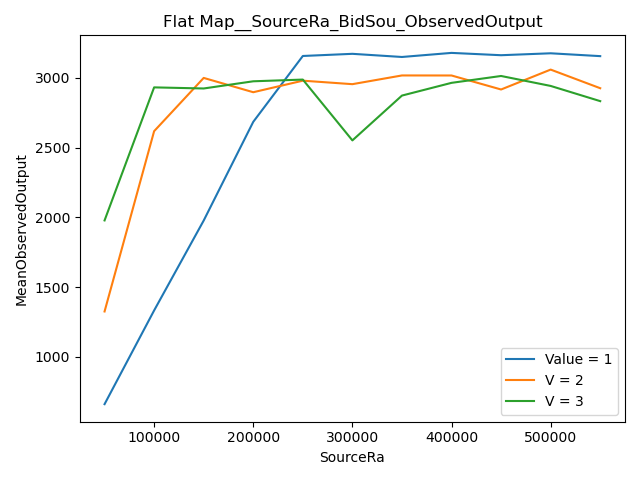 Flat Map__SourceRa_BidSou_ObservedOutput
MeanObservedOutput
3000
2500
2000
1500
1000
100000
200000
300000
400000
500000
SourceRa
Value = 1
V = 2
V = 3